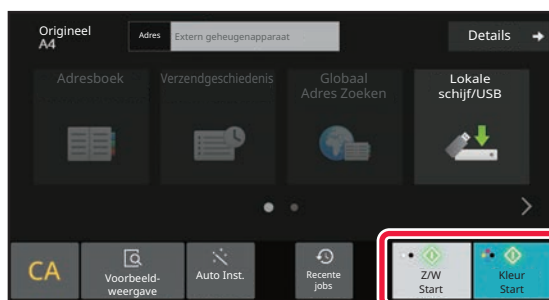 Origineel
A4
Adres
Extern geheugenapparaat
Details
Adresboek
Verzendgeschiedenis
Globaal
Adres Zoeken
Lokale
schijf/USB
CA
Voorbeeld-
weergave
Auto Inst.
Recente
jobs
Z/W
Start
Kleur
Start